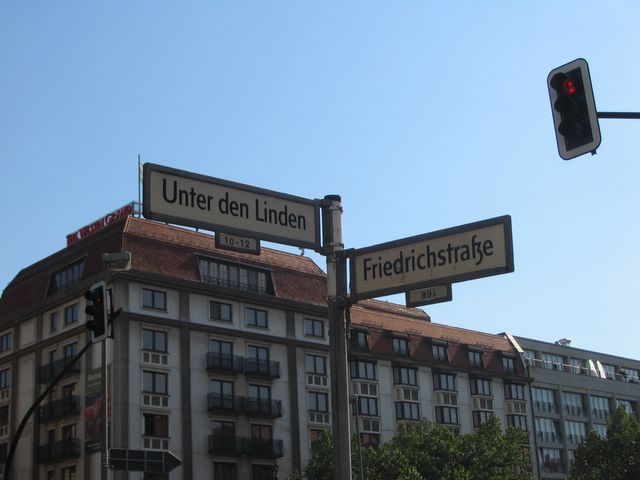 Unter den Linden
10-12
Friedrichstraße
89A